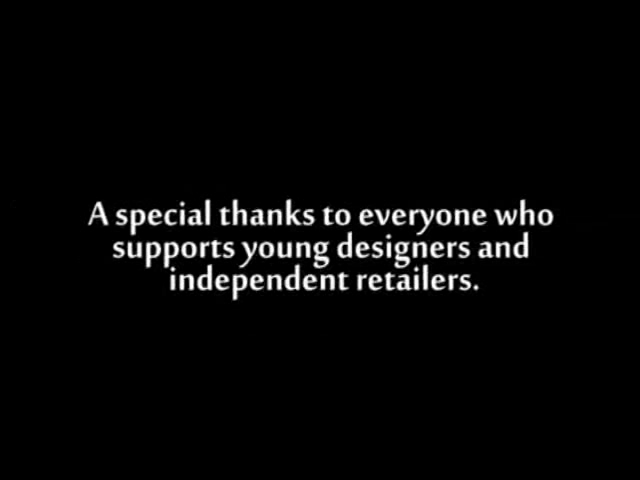 A special thanks to everyone who
supports young designers and
independent retailers.